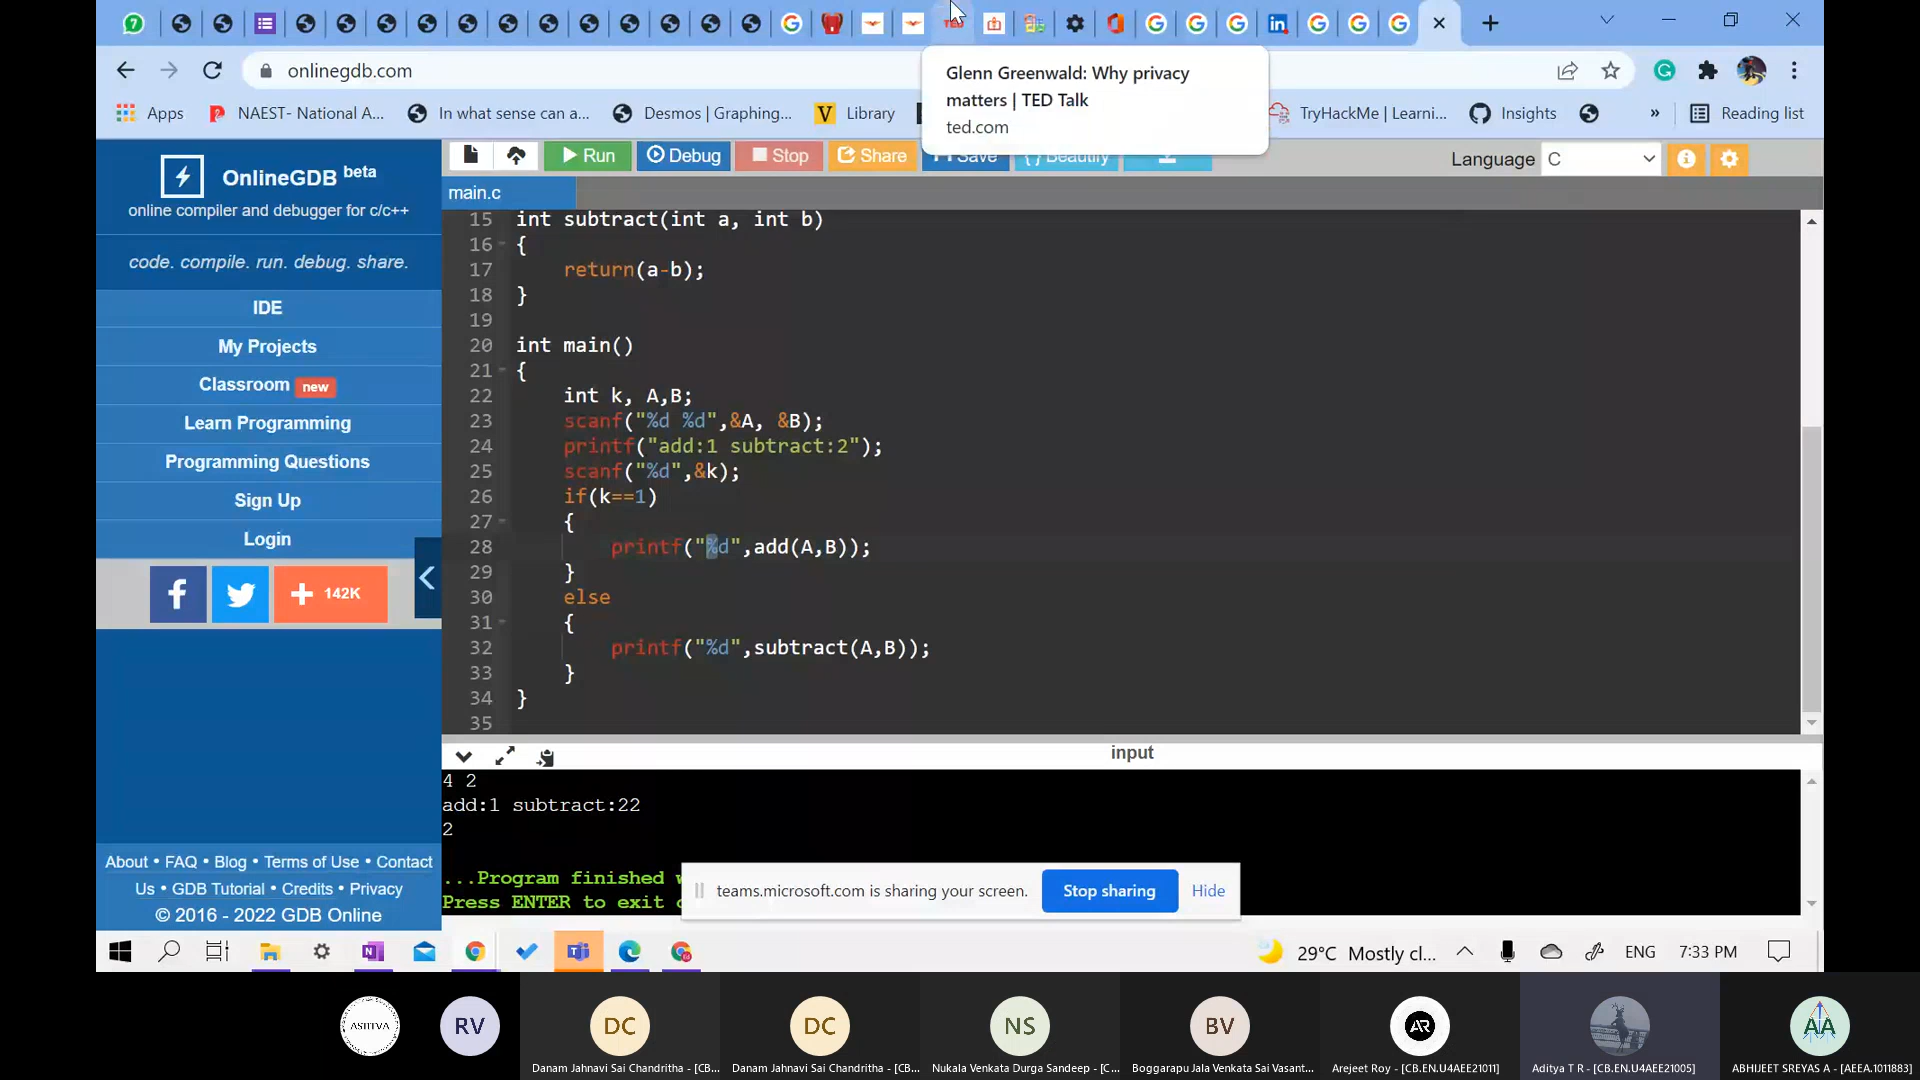 7
TED
in
onlinegdb.com
Glenn Greenwald: Why privacy
matters | TED Talk
ted.com
Apps
NAEST- National A...
In what sense can a...
Desmos | Graphing...
Library
TryHackMe | Learni...
Insights
»
Reading list
OnlineGDB beta
online compiler and debugger for c/c++
code. compile. run. debug. share.
IDE
My Projects
Classroom new
Learn Programming
Programming Questions
Sign Up
Login
142K
About • FAQ • Blog • Terms of Use • Contact
Us • GDB Tutorial • Credits • Privacy
© 2016 - 2022 GDB Online
Run
Debug
Stop
Share
Save
{ } Beautify
Language C
main.c
15 int subtract(int a, int b)
16 {
17 return(a-b);
18 }
19
20 int main()
21 {
22 int k, A,B;
23 scanf("%d %d",&A, &B);
24 printf("add:1 subtract:2");
25 scanf("%d",&k);
26 if(k==1)
27 {
28 printf("%d",add(A,B));
29 }
30 else
31 {
32 printf("%d",subtract(A,B));
33 }
34 }
35
input
4 2
add:1 subtract:22
2
...Program finished
Press ENTER to exit
teams.microsoft.com is sharing your screen.
Stop sharing
Hide
29°C Mostly cl...
ENG
7:33 PM
ASIITVA
RV
DC
DC
NS
BV
AR
AA
Danam Jahnavi Sai Chandritha - [CB...
Danam Jahnavi Sai Chandritha - [CB...
Nukala Venkata Durga Sandeep - [C...
Boggarapu Jala Venkata Sai Vasant...
Arejeet Roy - [CB.EN.U4AEE21011]
Aditya T R - [CB.EN.U4AEE21005]
ABHIJEET SREYAS A - [AEEA.1011883]